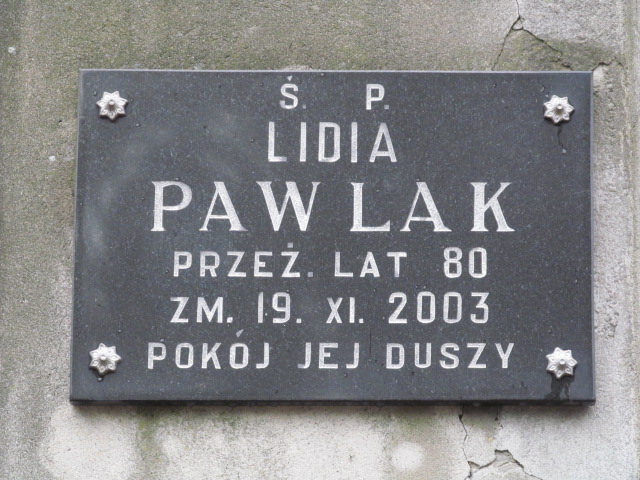 Ś. P.
LIDIA
PAWLAK
PRZEŻ. LAT 80
ZM. 19. XI. 2003
POKÓJ JEJ DUSZY